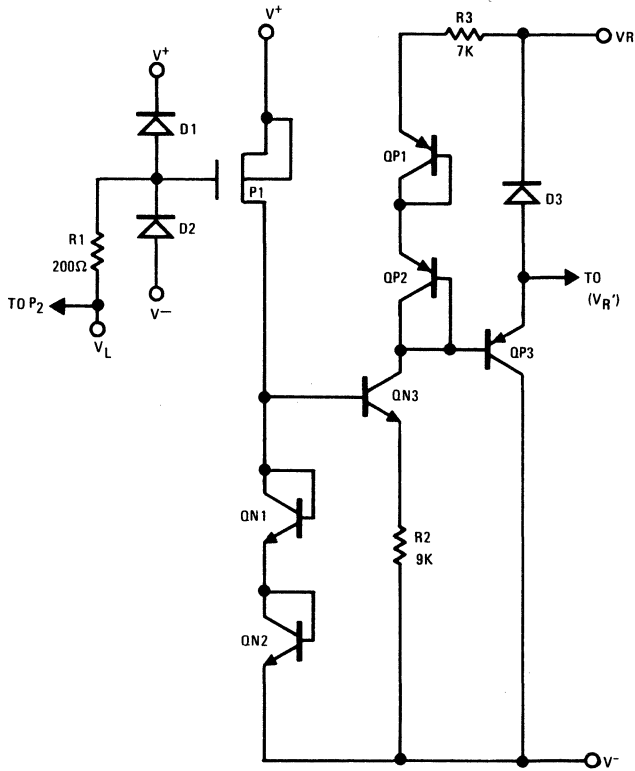 V+
R3
7K
VR
V+
D1
QP1
P1
D3
D2
R1
200Ω
QP2
TO
(VR')
TO P2
V−
VL
QP3
QN3
QN1
R2
9K
QN2
V−